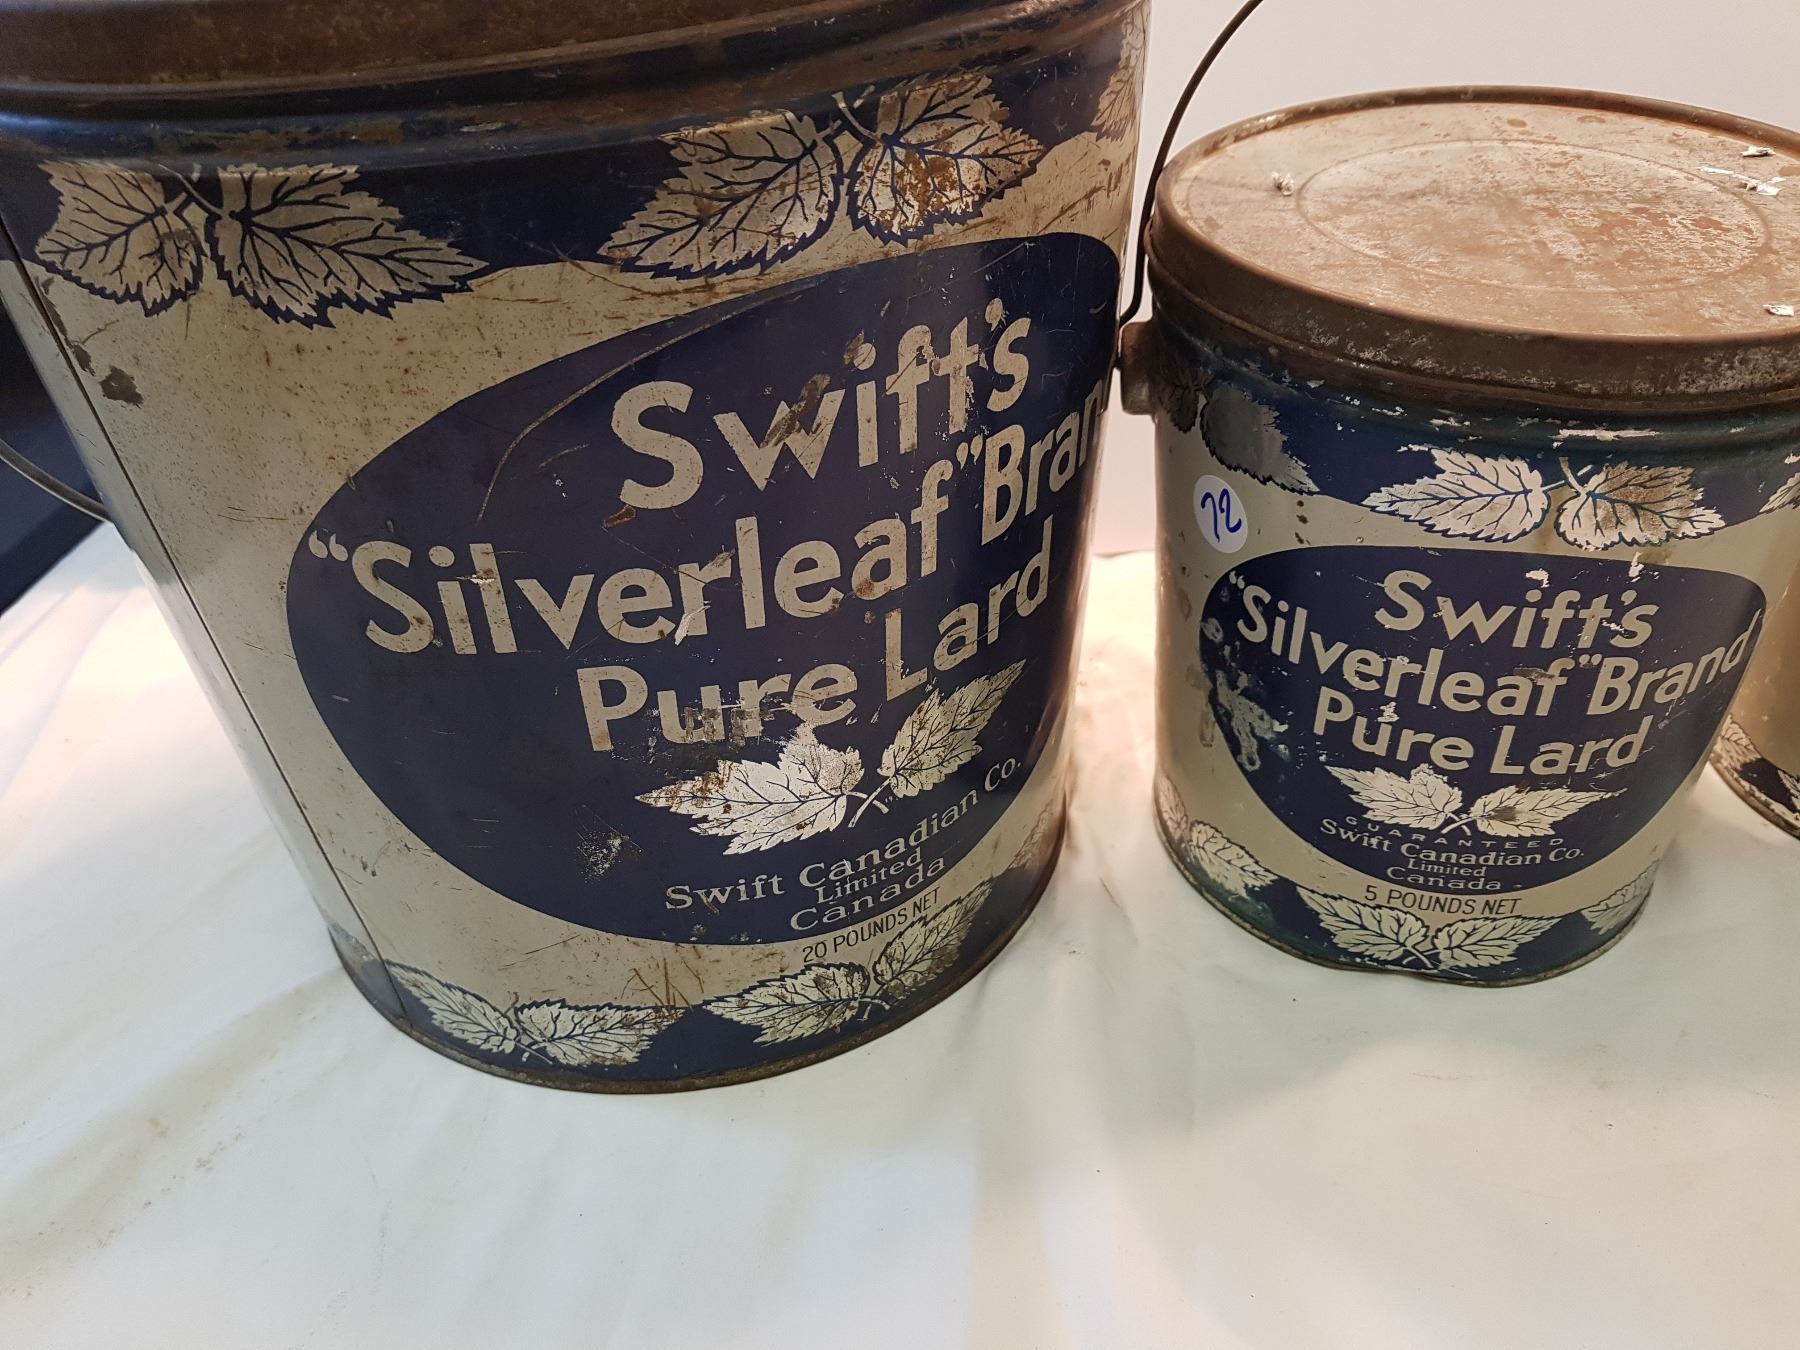 Swift's
“Silverleaf” Bran
Pure Lard
Swift Canadian Co.
Limited
Canada
20 POUNDS NET
72
Swift's
“Silverleaf” Brand
Pure Lard
GUARANTEED
Swift Canadian Co.
Limited
Canada
5 POUNDS NET